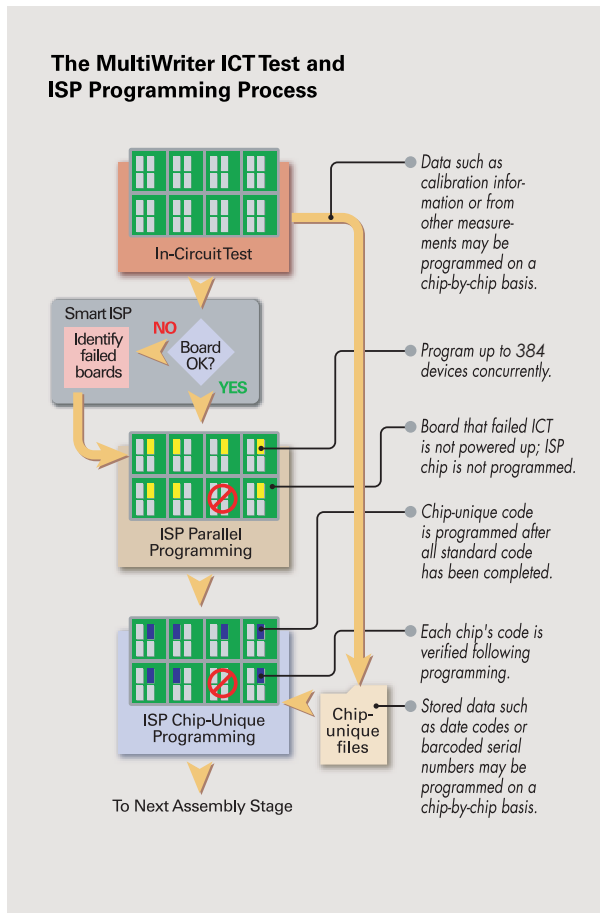 The MultiWriter ICT Test and
ISP Programming Process
In-Circuit Test
Data such as
calibration infor-
mation or from
other measure-
ments may be
programmed on a
chip-by-chip basis.
Smart ISP
NO
Identify
failed
boards
Board
OK?
YES
Program up to 384
devices concurrently.
Board that failed ICT
is not powered up; ISP
chip is not programmed.
ISP Parallel
Programming
Chip-unique code
is programmed after
all standard code
has been completed.
Each chip's code is
verified following
programming.
ISP Chip-Unique
Programming
Chip-
unique
files
Stored data such
as date codes or
barcoded serial
numbers may be
programmed on a
chip-by-chip basis.
To Next Assembly Stage